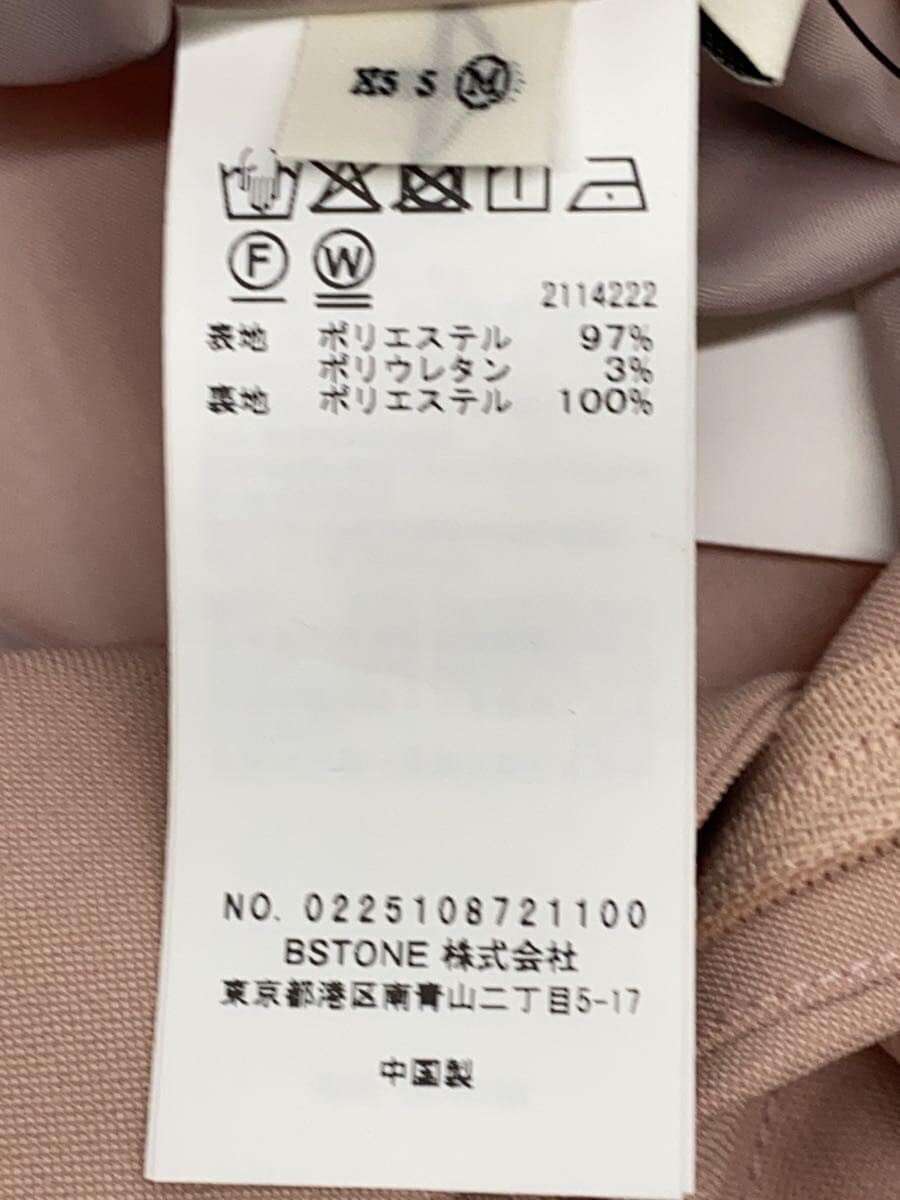 XS S M
F W
2114222
表地 ポリエステル 97%
ポリウレタン 3%
裏地 ポリエステル 100%
NO. 0225108721100
BSTONE 株式会社
東京都港区南青山二丁目5-17
中国製